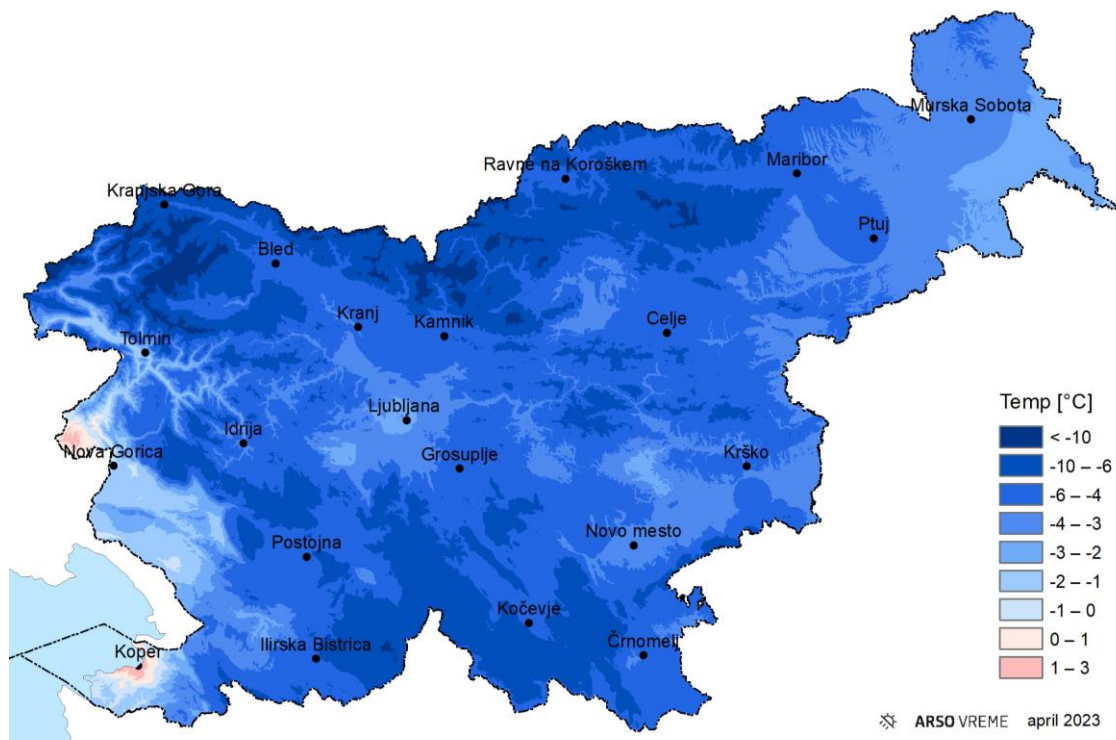 Murska Sobota
Ravne na Koroškem
Maribor
Kranjska Gora
Ptuj
Bled
Kranj
Kamnik
Celje
Tolmin
Ljubljana
Idrija
Grosuplje
Krško
Nova Gorica
Novo mesto
Postojna
Kočevje
Koper
Ilirska Bistrica
Črnomelj
Temp [°C]
< -10
-10 – -6
-6 – -4
-4 – -3
-3 – -2
-2 – -1
-1 – 0
0 – 1
1 – 3
ARSO VREME april 2023